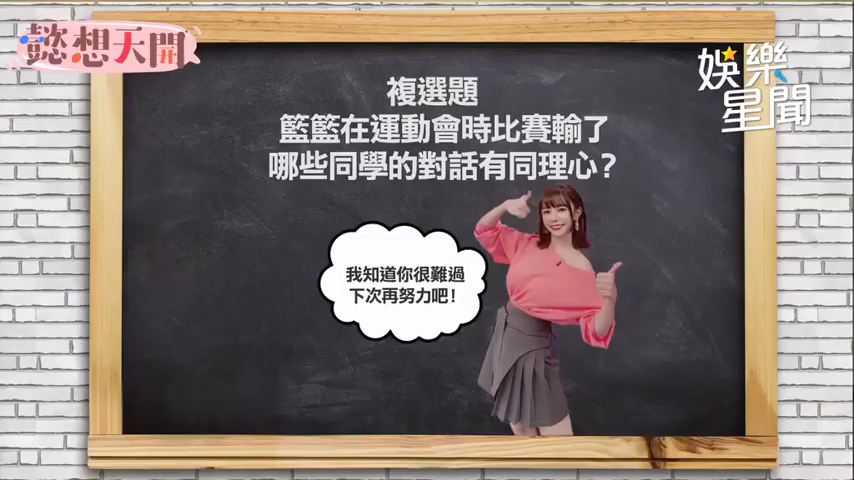 懿想天開
娛樂
星聞
複選題
籃籃在運動會時比賽輸了
哪些同學的對話有同理心?
我知道你很難過
下次再努力吧!